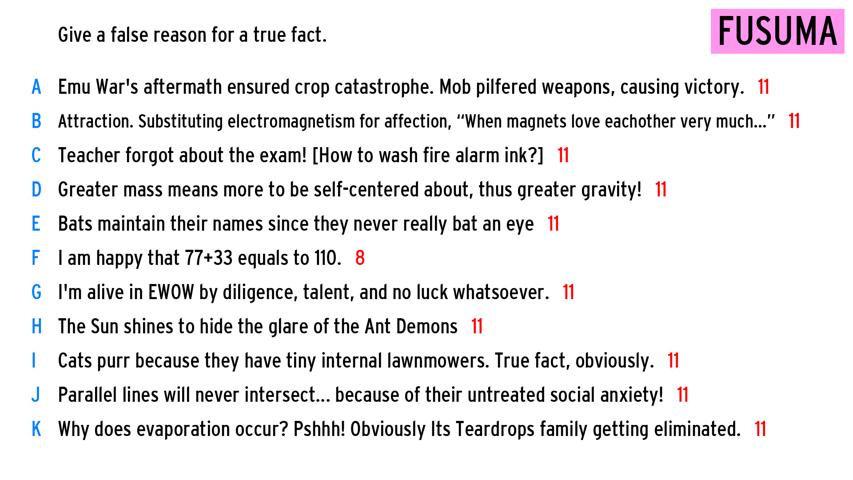 Give a false reason for a true fact.
FUSUMA
A Emu War's aftermath ensured crop catastrophe. Mob pilfered weapons, causing victory. 11
B Attraction. Substituting electromagnetism for affection, “When magnets love eachother very much...” 11
C Teacher forgot about the exam! [How to wash fire alarm ink?] 11
D Greater mass means more to be self-centered about, thus greater gravity! 11
E Bats maintain their names since they never really bat an eye 11
F I am happy that 77+33 equals to 110. 8
G I'm alive in EWOW by diligence, talent, and no luck whatsoever. 11
H The Sun shines to hide the glare of the Ant Demons 11
I Cats purr because they have tiny internal lawnmowers. True fact, obviously. 11
J Parallel lines will never intersect... because of their untreated social anxiety! 11
K Why does evaporation occur? Pshhh! Obviously Its Teardrops family getting eliminated. 11